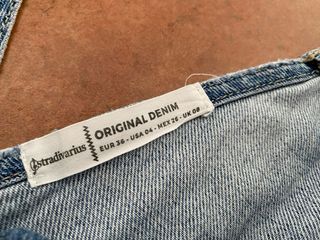 stradivarius
ORIGINAL DENIM
EUR 36 - USA 04 - MEX 26 - UK 08